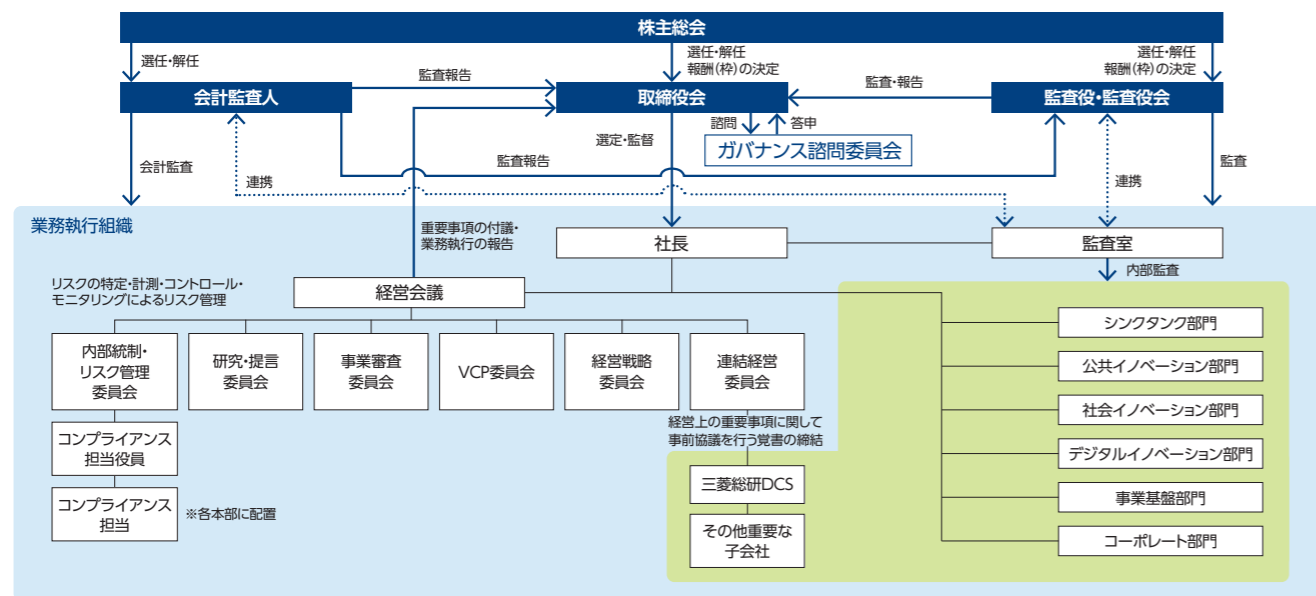 株主総会
選任・解任
選任・解任
報酬(枠)の決定
選任・解任
報酬(枠)の決定
監査報告
監査・報告
会計監査人
取締役会
監査役・監査役会
諮問
答申
ガバナンス諮問委員会
選定・監督
会計監査
連携
監査報告
連携
監査
業務執行組織
重要事項の付議・
業務執行の報告
社長
監査室
内部監査
リスクの特定・計測・コントロール・
モニタリングによるリスク管理
経営会議
内部統制・
リスク管理
委員会
研究・提言
委員会
事業審査
委員会
VCP委員会
経営戦略
委員会
連結経営
委員会
経営上の重要事項に関して
事前協議を行う覚書の締結
コンプライアンス
担当役員
コンプライアンス
担当
※各本部に配置
三菱総研DCS
その他重要な
子会社
シンクタンク部門
公共イノベーション部門
社会イノベーション部門
デジタルイノベーション部門
事業基盤部門
コーポレート部門